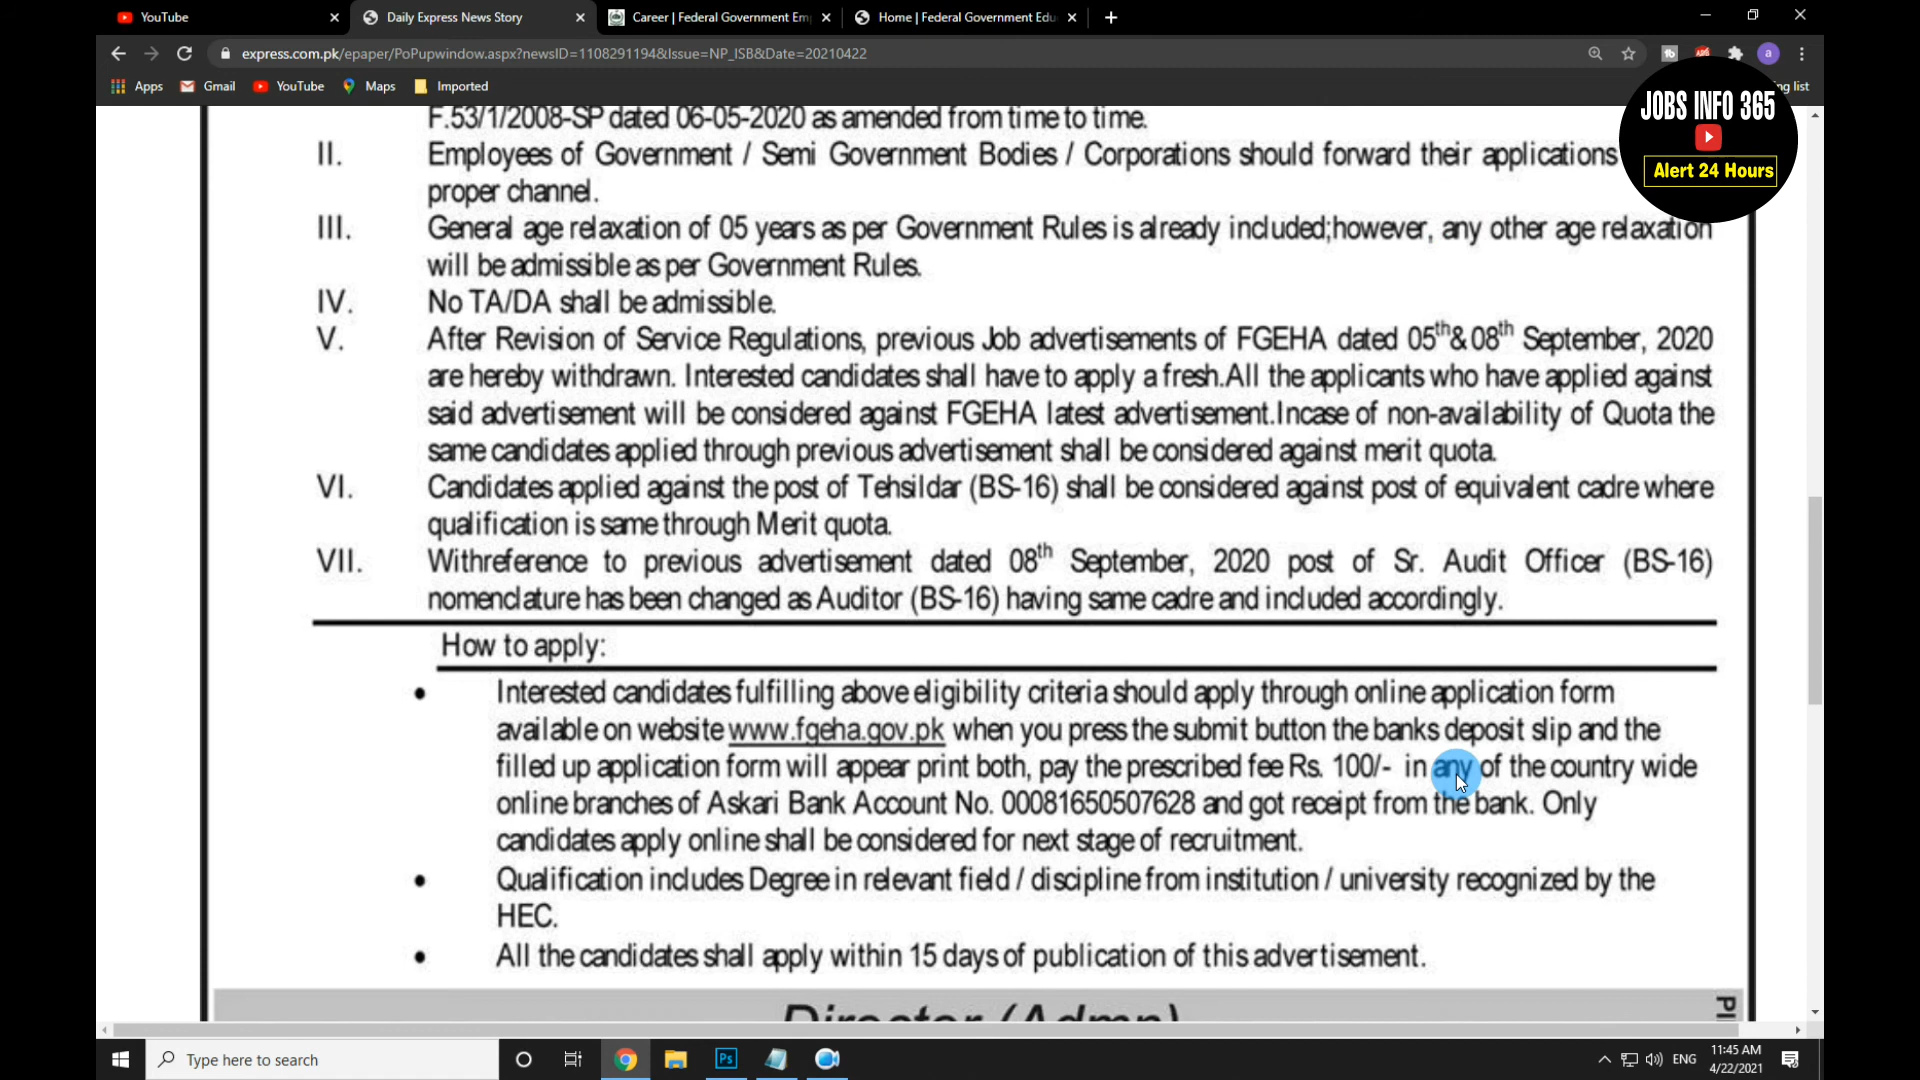 YouTube
Daily Express News Story
Career | Federal Government Em
Home | Federal Government Edu
express.com.pk/epaper/PoPupwindow.aspx?newsID=1108291194&Issue=NP_ISB&Date=20210422
a
Apps
Gmail
YouTube
Maps
Imported
ng list
JOBS INFO 365
Alert 24 Hours
F.53/1/2008-SP dated 06-05-2020 as amended from time to time.
II. Employees of Government / Semi Government Bodies / Corporations should forward their applications
proper channel.
III. General age relaxation of 05 years as per Government Rules is already included;however, any other age relaxation
will be admissible as per Government Rules.
IV. No TA/DA shall be admissible.
V. After Revision of Service Regulations, previous Job advertisements of FGEHA dated 05th&08th September, 2020
are hereby withdrawn. Interested candidates shall have to apply a fresh.All the applicants who have applied against
said advertisement will be considered against FGEHA latest advertisement.Incase of non-availability of Quota the
same candidates applied through previous advertisement shall be considered against merit quota.
VI. Candidates applied against the post of Tehsildar (BS-16) shall be considered against post of equivalent cadre where
qualification is same through Merit quota.
VII. Withreference to previous advertisement dated 08th September, 2020 post of Sr. Audit Officer (BS-16)
nomenclature has been changed as Auditor (BS-16) having same cadre and included accordingly.
How to apply:
• Interested candidates fulfilling above eligibility criteria should apply through online application form
available on website www.fgeha.gov.pk when you press the submit button the banks deposit slip and the
filled up application form will appear print both, pay the prescribed fee Rs. 100/- in any of the country wide
online branches of Askari Bank Account No. 00081650507628 and got receipt from the bank. Only
candidates apply online shall be considered for next stage of recruitment.
• Qualification includes Degree in relevant field / discipline from institution / university recognized by the
HEC.
• All the candidates shall apply within 15 days of publication of this advertisement.
Director (Admn)
PI
Type here to search
Ps
ENG
11:45 AM
4/22/2021